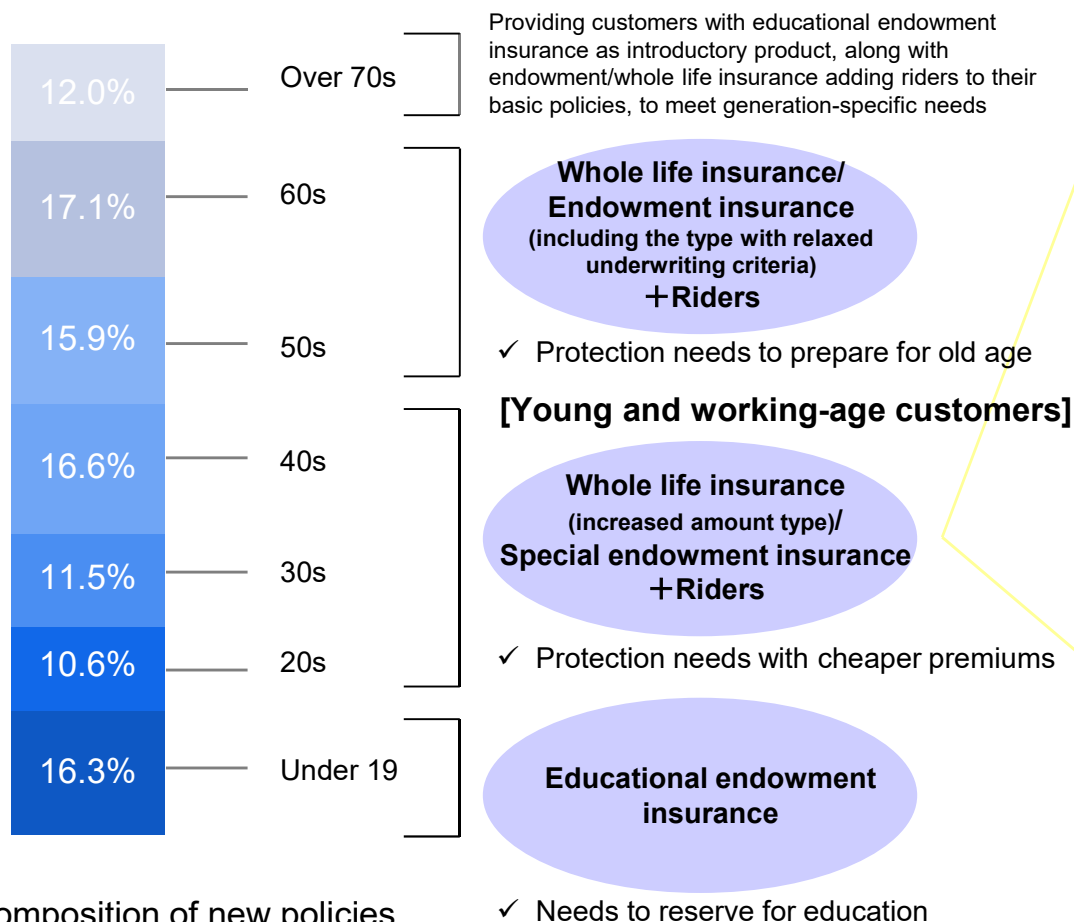 Providing customers with educational endowment
insurance as introductory product, along with
endowment/whole life insurance adding riders to their
basic policies, to meet generation-specific needs
12.0%
Over 70s
17.1%
60s
Whole life insurance/
Endowment insurance
(including the type with relaxed
underwriting criteria)
+Riders
15.9%
50s
✓ Protection needs to prepare for old age
[Young and working-age customers]
16.6%
40s
Whole life insurance
(increased amount type)/
Special endowment insurance
+Riders
11.5%
30s
10.6%
20s
✓ Protection needs with cheaper premiums
16.3%
Under 19
Educational endowment
insurance
✓ Needs to reserve for education
omposition of new policies